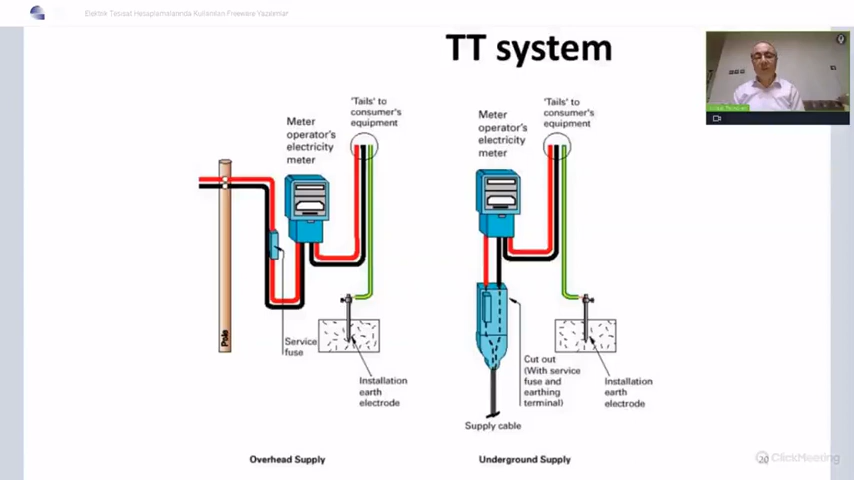 Elektrik Tesisat Hesaplamalarında Kullanılan Freeware Yazılımlar
TT system
'Tails' to
consumer's
equipment
Meter
operator's
electricity
meter
Pole
Service
fuse
Installation
earth
electrode
Overhead Supply
'Tails' to
consumer's
equipment
Meter
operator's
electricity
meter
Cut out
(With service
fuse and
earthing
terminal)
Installation
earth
electrode
Supply cable
Underground Supply
20
ClickMeeting